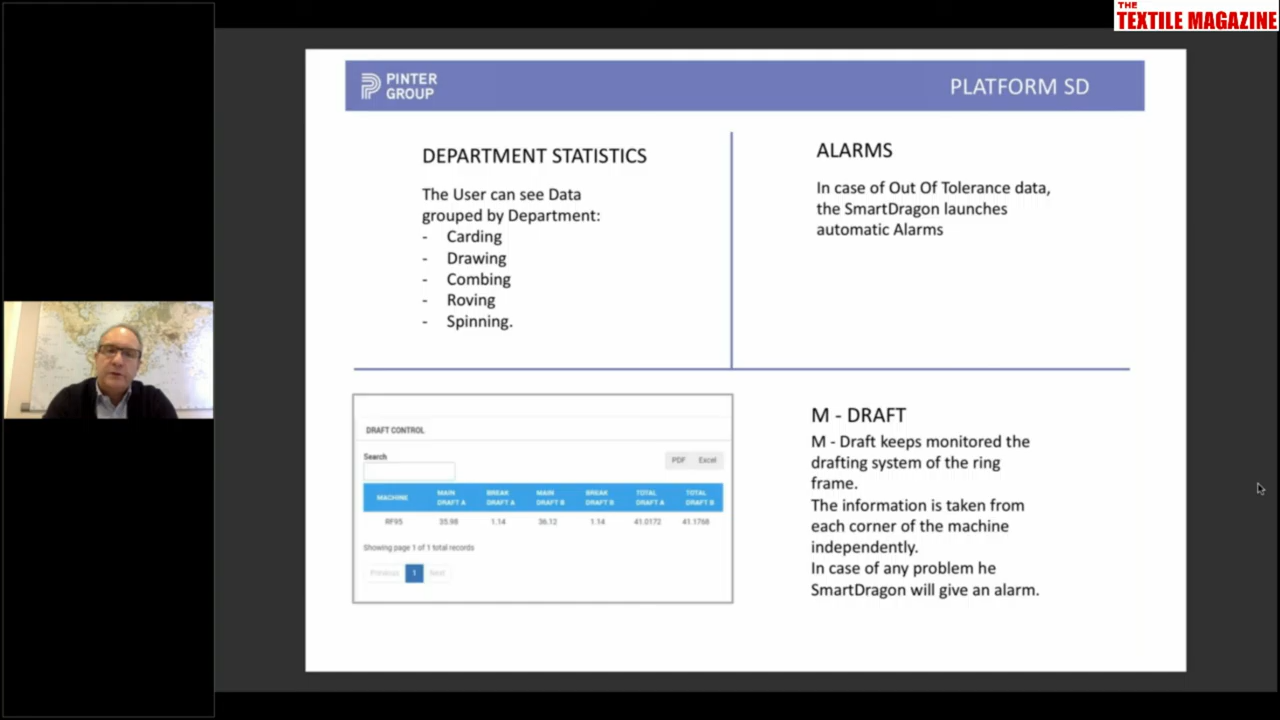 THE
TEXTILE MAGAZINE
PINTER
GROUP
PLATFORM SD
DEPARTMENT STATISTICS
The User can see Data
grouped by Department:
- Carding
- Drawing
- Combing
- Roving
- Spinning.
ALARMS
In case of Out Of Tolerance data,
the SmartDragon launches
automatic Alarms
DRAFT CONTROL
Search
PDF Excel
MACHINE MAIN DRAFT A BREAK DRAFT A MAIN DRAFT B BREAK DRAFT B TOTAL DRAFT A TOTAL DRAFT B
RF95 35.98 1.14 36.12 1.14 41.0172 41.1768
Showing page 1 of 1 total records
Previous 1 Next
M - DRAFT
M - Draft keeps monitored the
drafting system of the ring
frame.
The information is taken from
each corner of the machine
independently.
In case of any problem he
SmartDragon will give an alarm.